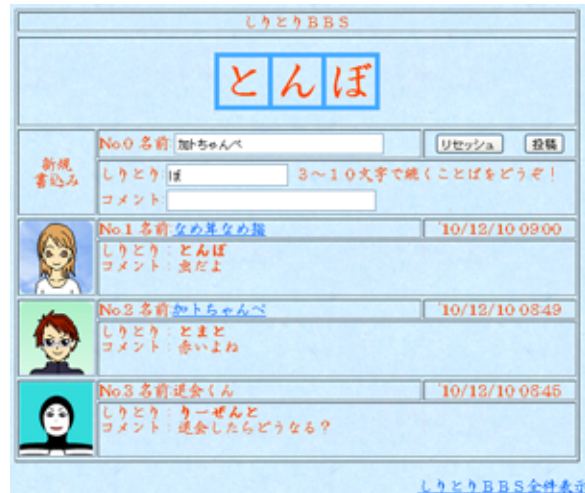 しりとりBBS
とんぼ
新規書込み
No.0 名前 加トちゃんぺ リセッシュ 投稿
しりとり ぼ 3～10文字で続くことばをどうぞ！
コメント
No.1 名前 なめ茸なめ掵 '10/12/10 09:00
しりとり：とんぼ
コメント：虫だよ
No.2 名前 加トちゃんぺ '10/12/10 08:49
しりとり：とまと
コメント：赤いよね
No.3 名前 退会くん '10/12/10 08:45
しりとり：りーぜんと
コメント：退会したらどうなる？
しりとりBBS全件表示